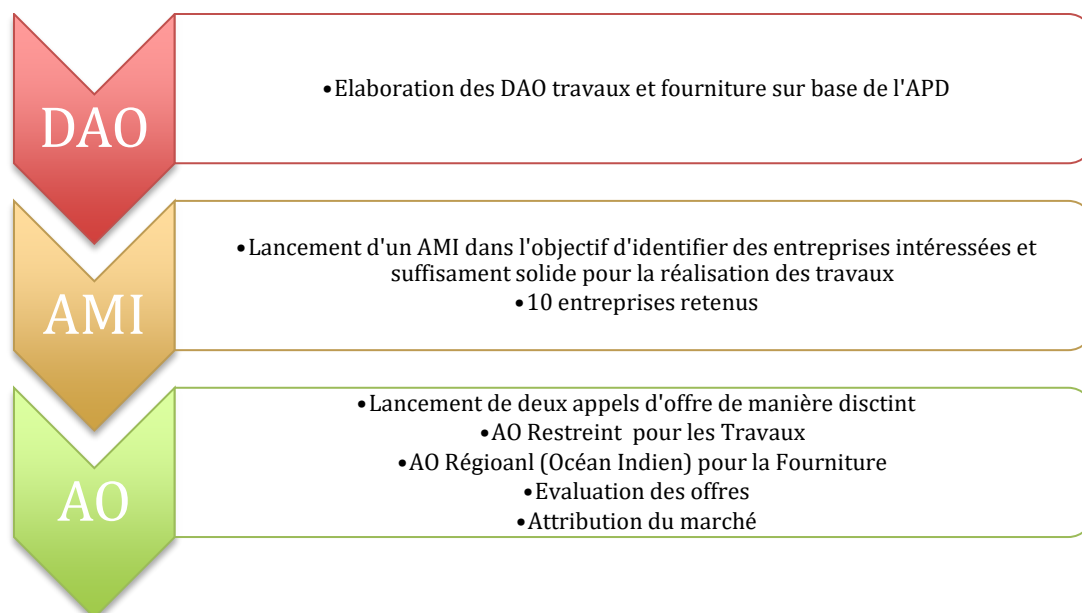 DAO
•Elaboration des DAO travaux et fourniture sur base de l'APD
AMI
•Lancement d'un AMI dans l'objectif d'identifier des entreprises intéressées et
suffisament solide pour la réalisation des travaux
•10 entreprises retenus
AO
•Lancement de deux appels d'offre de manière disctint
•AO Restreint pour les Travaux
•AO Régioanl (Océan Indien) pour la Fourniture
•Evaluation des offres
•Attribution du marché